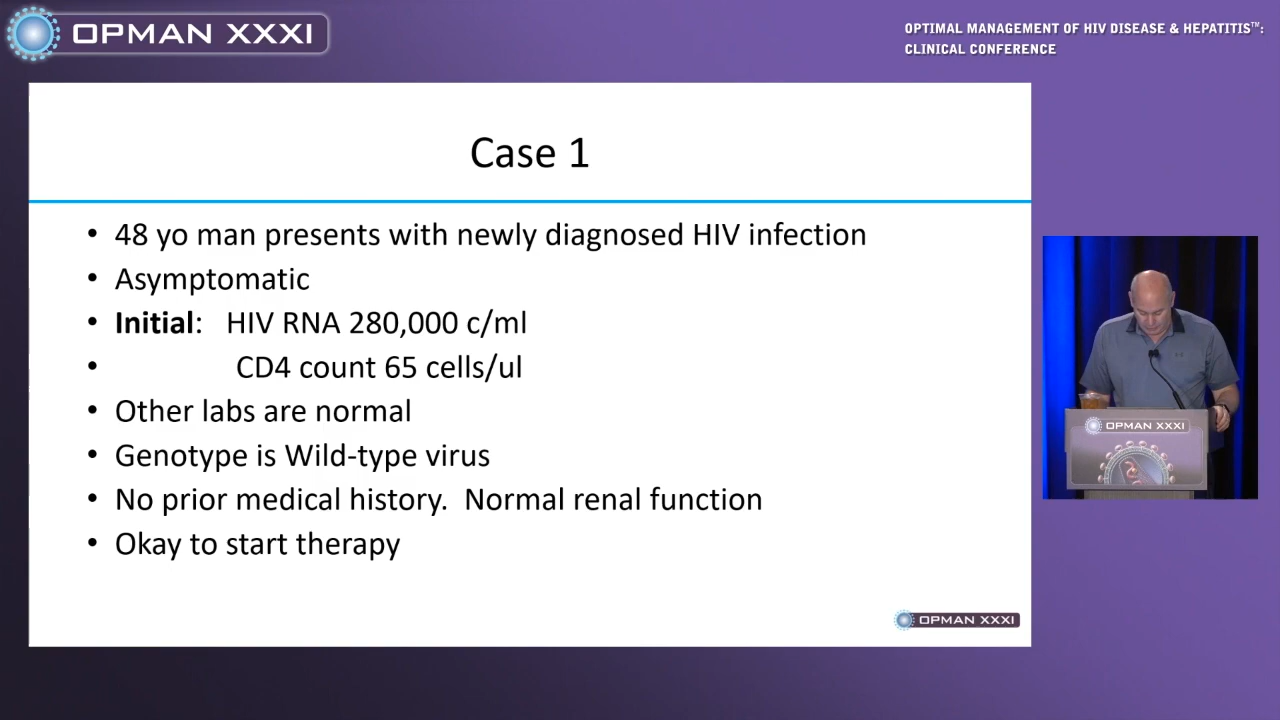 OPMAN XXXI
OPTIMAL MANAGEMENT OF HIV DISEASE & HEPATITIS™:
CLINICAL CONFERENCE
Case 1
• 48 yo man presents with newly diagnosed HIV infection
• Asymptomatic
• Initial: HIV RNA 280,000 c/ml
• CD4 count 65 cells/ul
• Other labs are normal
• Genotype is Wild-type virus
• No prior medical history. Normal renal function
• Okay to start therapy
OPMAN XXXI
OPMAN XXXI